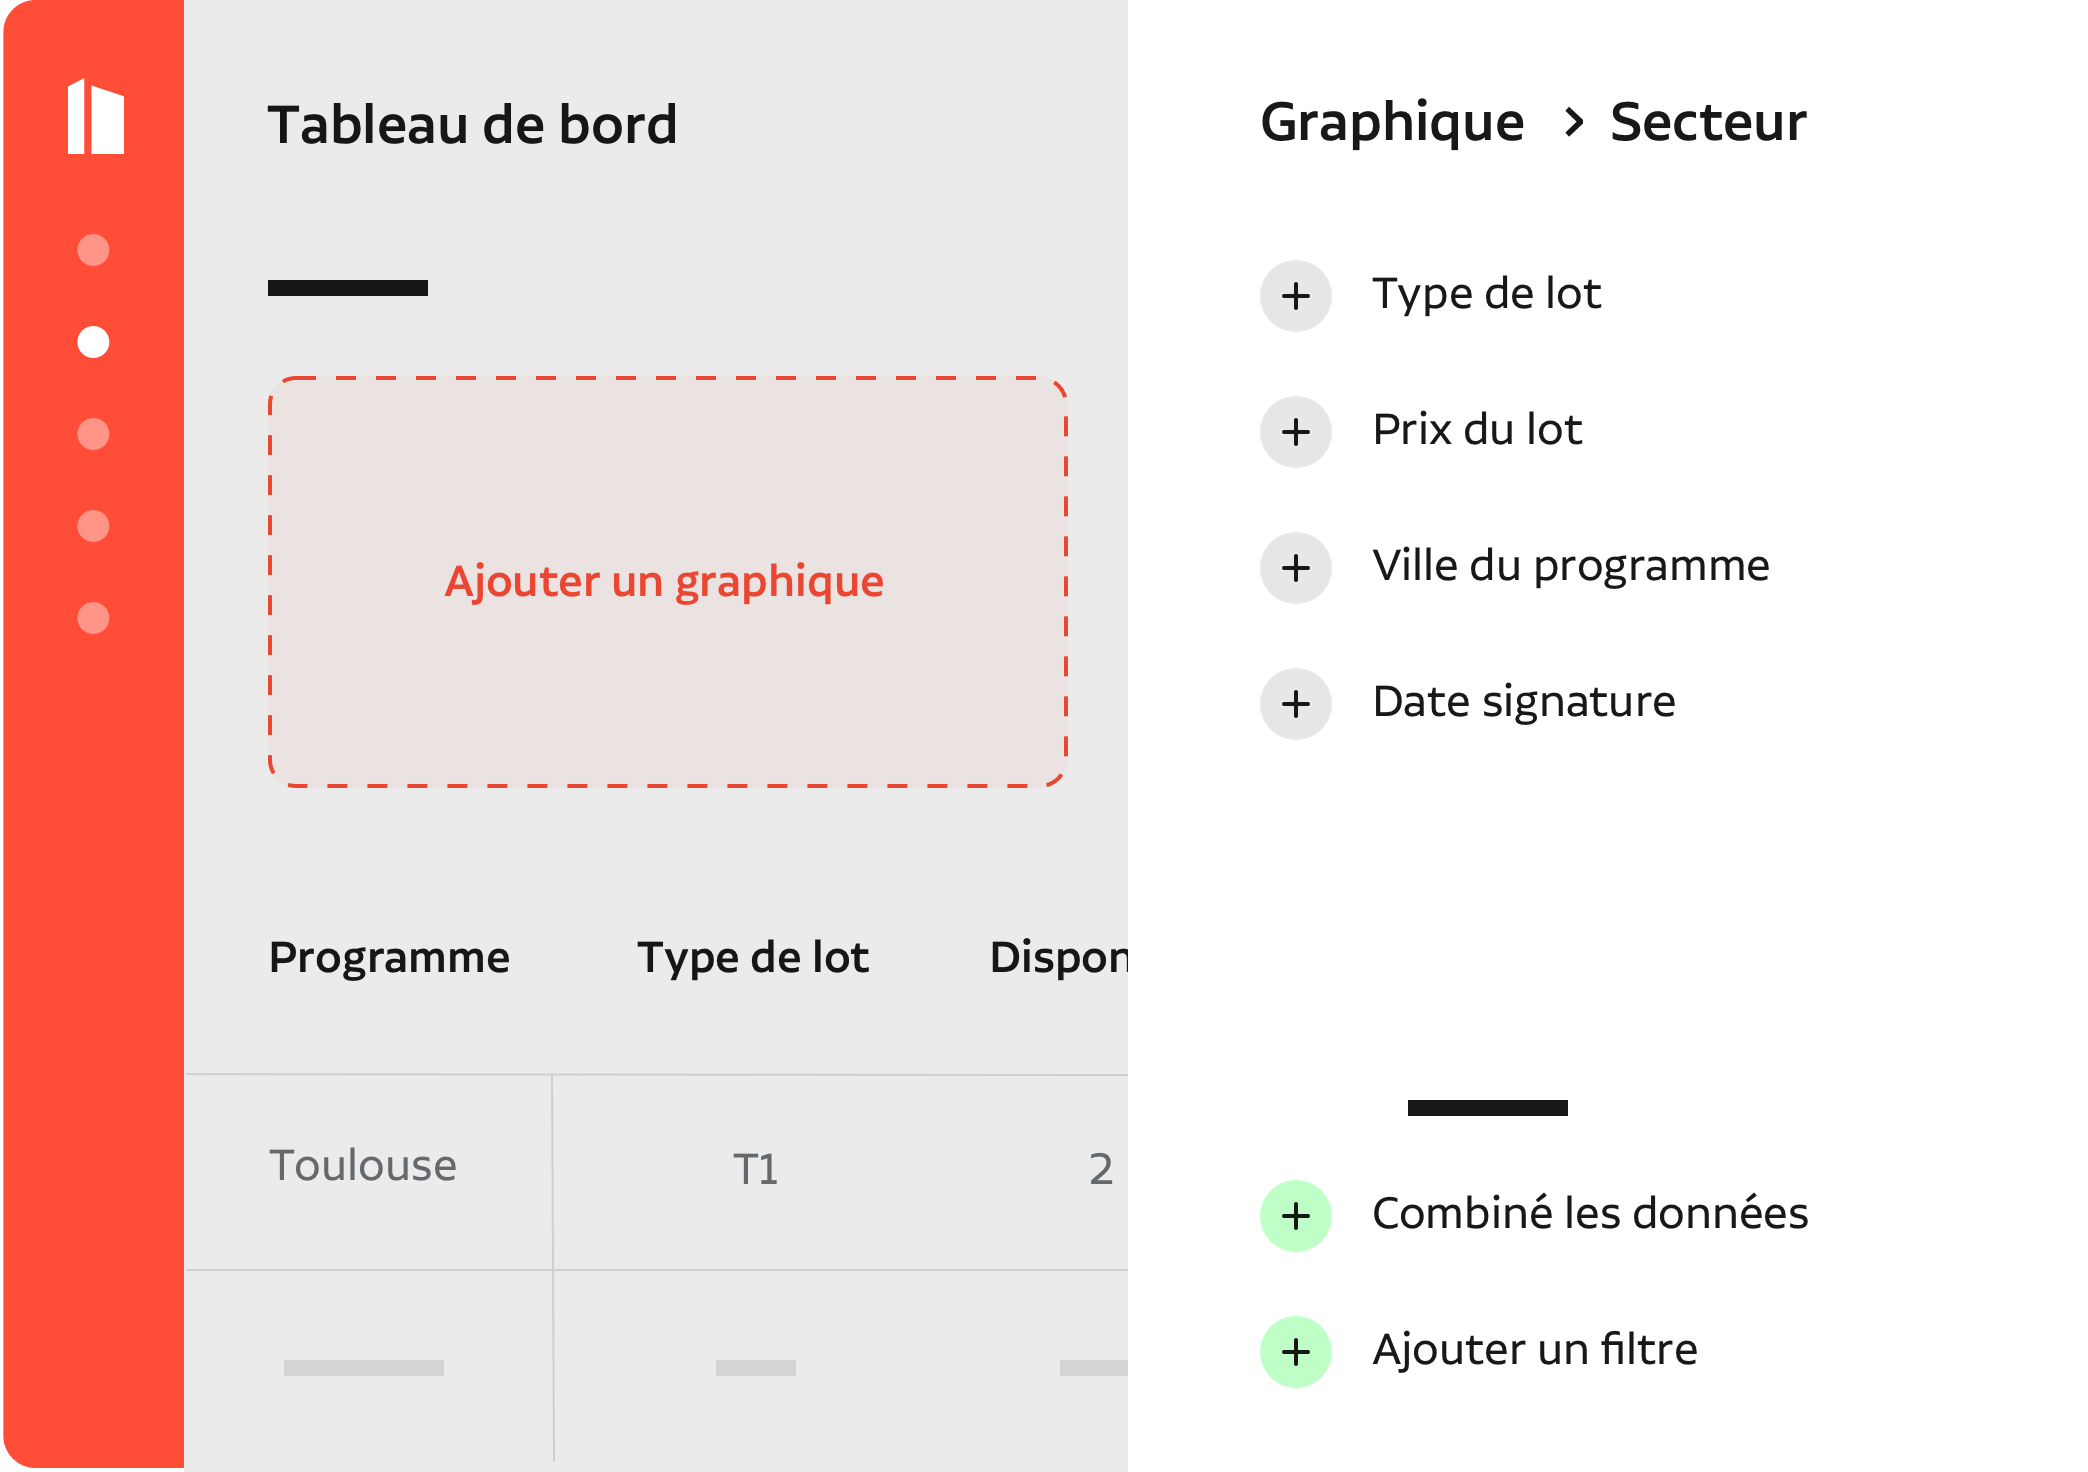 Tableau de bord
Ajouter un graphique
Programme Type de lot Dispon
Toulouse T1 2
Graphique > Secteur
Type de lot
Prix du lot
Ville du programme
Date signature
Combiné les données
Ajouter un filtre